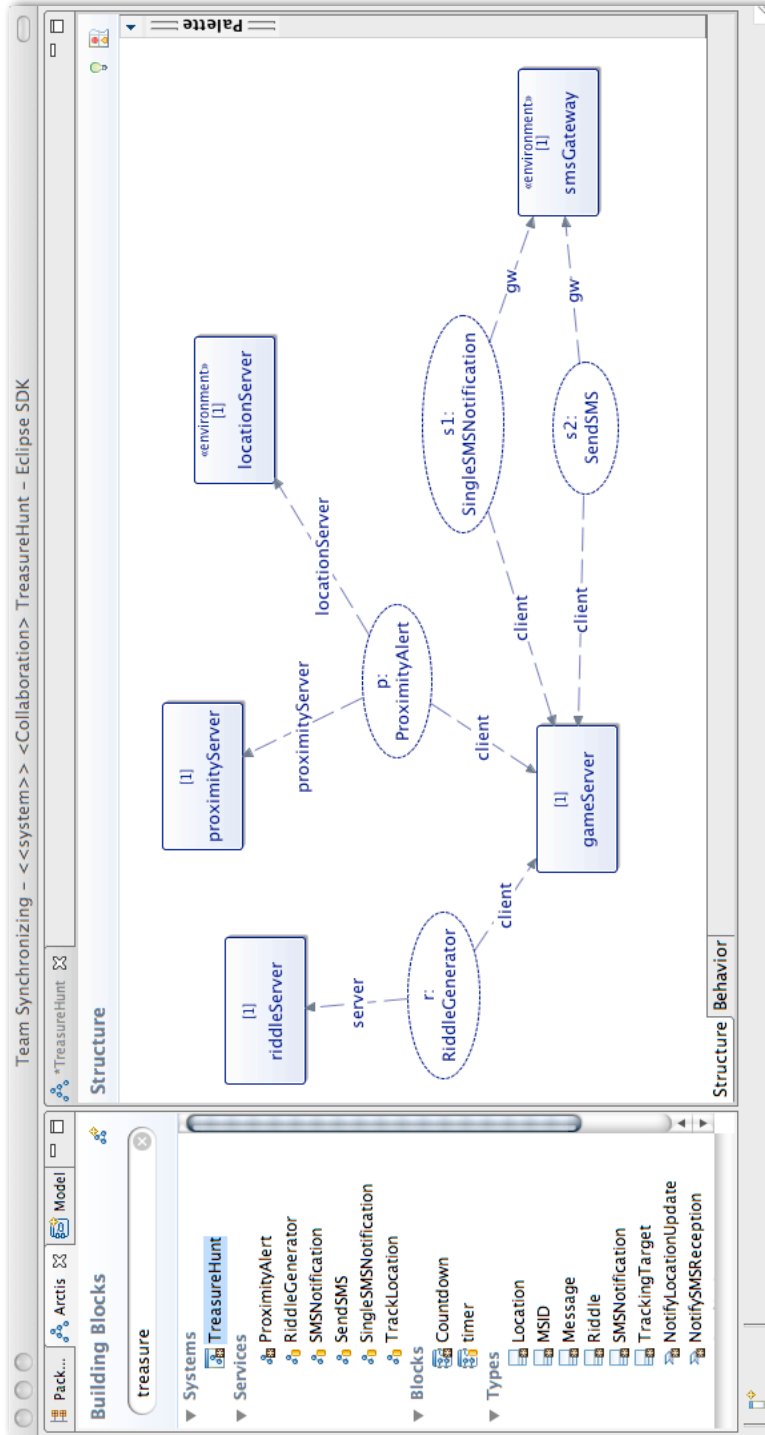 Team Synchronizing - <<system>> <Collaboration> TreasureHunt - Eclipse SDK
Pack...
Arctis
Model
Building Blocks
treasure
Systems
TreasureHunt
Services
ProximityAlert
RiddleGenerator
SMSNotification
SendSMS
SingleSMSNotification
TrackLocation
Blocks
Countdown
timer
Types
Location
MSID
Message
Riddle
SMSNotification
TrackingTarget
NotifyLocationUpdate
NotifySMSReception
*TreasureHunt
Structure
Palette
[1]
riddleServer
[1]
proximityServer
«environment»
[1]
locationServer
server
proximityServer
locationServer
r:
RiddleGenerator
p:
ProximityAlert
s1:
SingleSMSNotification
client
client
client
gw
[1]
gameServer
client
s2:
SendSMS
gw
«environment»
[1]
smsGateway
Structure
Behavior